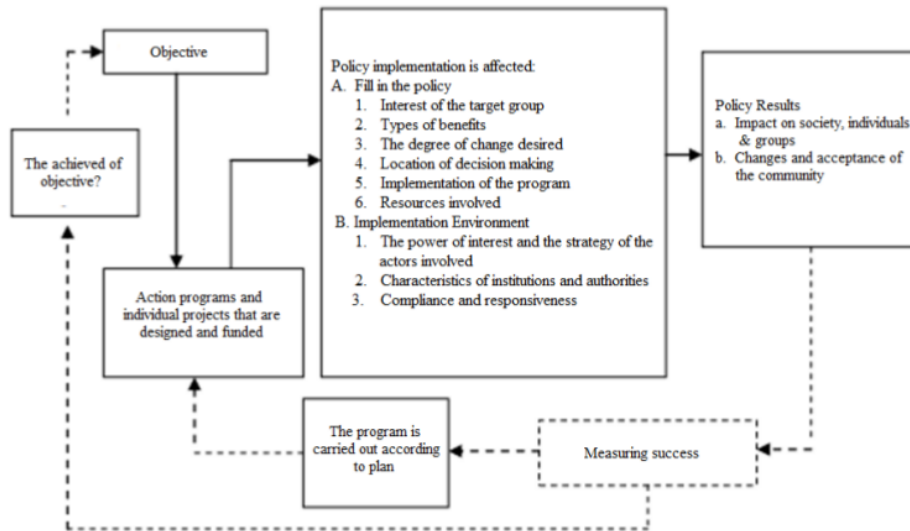 Objective
The achieved of
objective?
Action programs and
individual projects that are
designed and funded
Policy implementation is affected:
A. Fill in the policy
1. Interest of the target group
2. Types of benefits
3. The degree of change desired
4. Location of decision making
5. Implementation of the program
6. Resources involved
B. Implementation Environment
1. The power of interest and the strategy of the
actors involved
2. Characteristics of institutions and authorities
3. Compliance and responsiveness
Policy Results
a. Impact on society, individuals
& groups
b. Changes and acceptance of
the community
The program is
carried out according
to plan
Measuring success